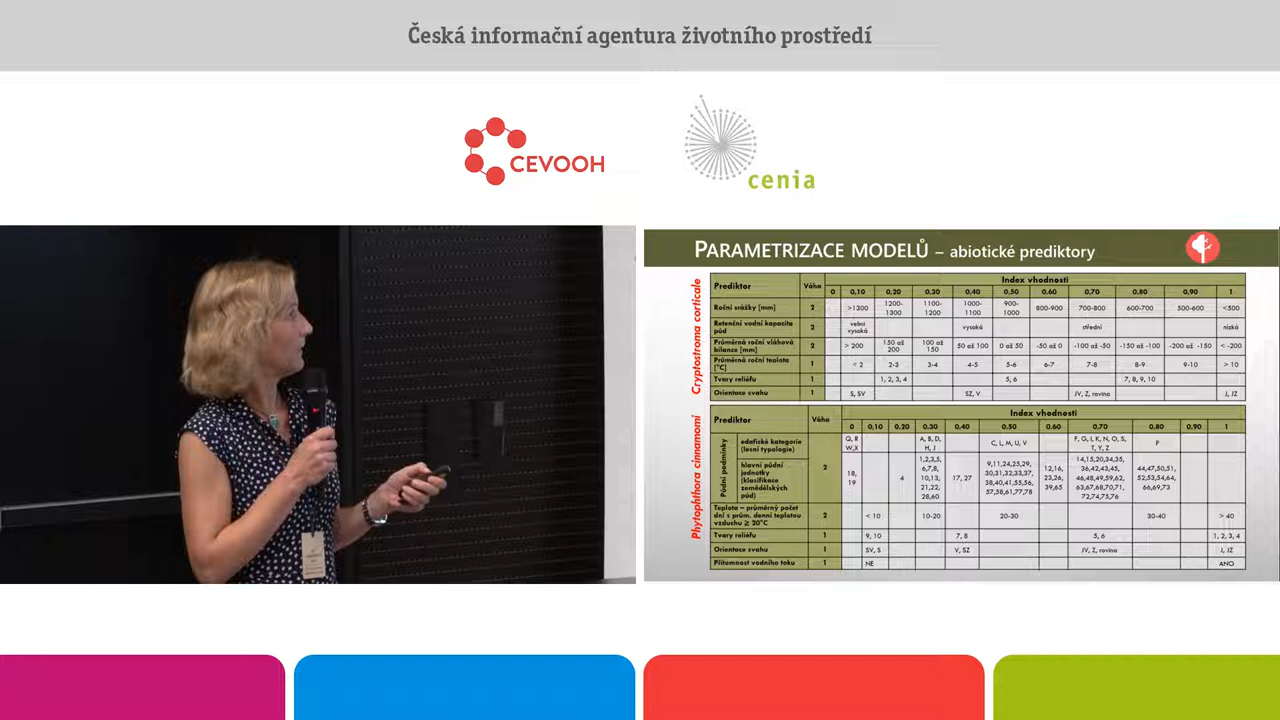 Česká informační agentura životního prostředí
CEVOOH
cenia
PARAMETRIZACE MODELŮ – abiotické prediktory
Cryptostroma corticale
Prediktor Váha Index vhodnosti
0 0,10 0,20 0,30 0,40 0,50 0,60 0,70 0,80 0,90 1
Roční srážky [mm] 2 >1300 1200-1300 1100-1200 1000-1100 900-1000 800-900 700-800 600-700 500-600 <500
Retenční vodní kapacita půd 2 velmi vysoká vysoká střední nízká
Průměrná roční vláhová bilance [mm] 2 > 200 150 až 200 100 až 150 50 až 100 0 až 50 -50 až 0 -100 až -50 -150 až -100 -200 až -150 < -200
Průměrná roční teplota [°C] 1 < 2 2-3 3-4 4-5 5-6 6-7 7-8 8-9 9-10 > 10
Tvary reliéfu 1 1, 2, 3, 4 5, 6 7, 8, 9, 10
Orientace svahu 1 S, SV SZ, V JV, Z, rovina J, JZ
Phytophthora cinnamomi
Prediktor Váha Index vhodnosti
0 0,10 0,20 0,30 0,40 0,50 0,60 0,70 0,80 0,90 1
Půdní podmínky
edafické kategorie (lesní typologie) 2 Q, R W,X A, B, D, H, J C, L, M, U, V F, G, I, K, N, O, S, T, Y, Z P
hlavní půdní jednotky (klasifikace zemědělských půd) 18, 19 4 1,2,3,5, 6,7,8, 10,13, 21,22, 28,60 17, 27 9,11,24,25,29, 30,31,32,33,37, 38,40,41,55,56, 57,58,61,77,78 12,16, 23,26, 39,65 14,15,20,34,35, 36,42,43,45, 46,48,49,59,62, 63,67,68,70,71, 72,74,75,76 44,47,50,51, 52,53,54,64, 66,69,73
Teplota – průměrný počet dní s prům. denní teplotou vzduchu ≥ 20°C 2 < 10 10-20 20-30 30-40 > 40
Tvary reliéfu 1 9, 10 7, 8 5, 6 1, 2, 3, 4
Orientace svahu 1 SV, S V, SZ JV, Z, rovina J, JZ
Přítomnost vodního toku 1 NE ANO